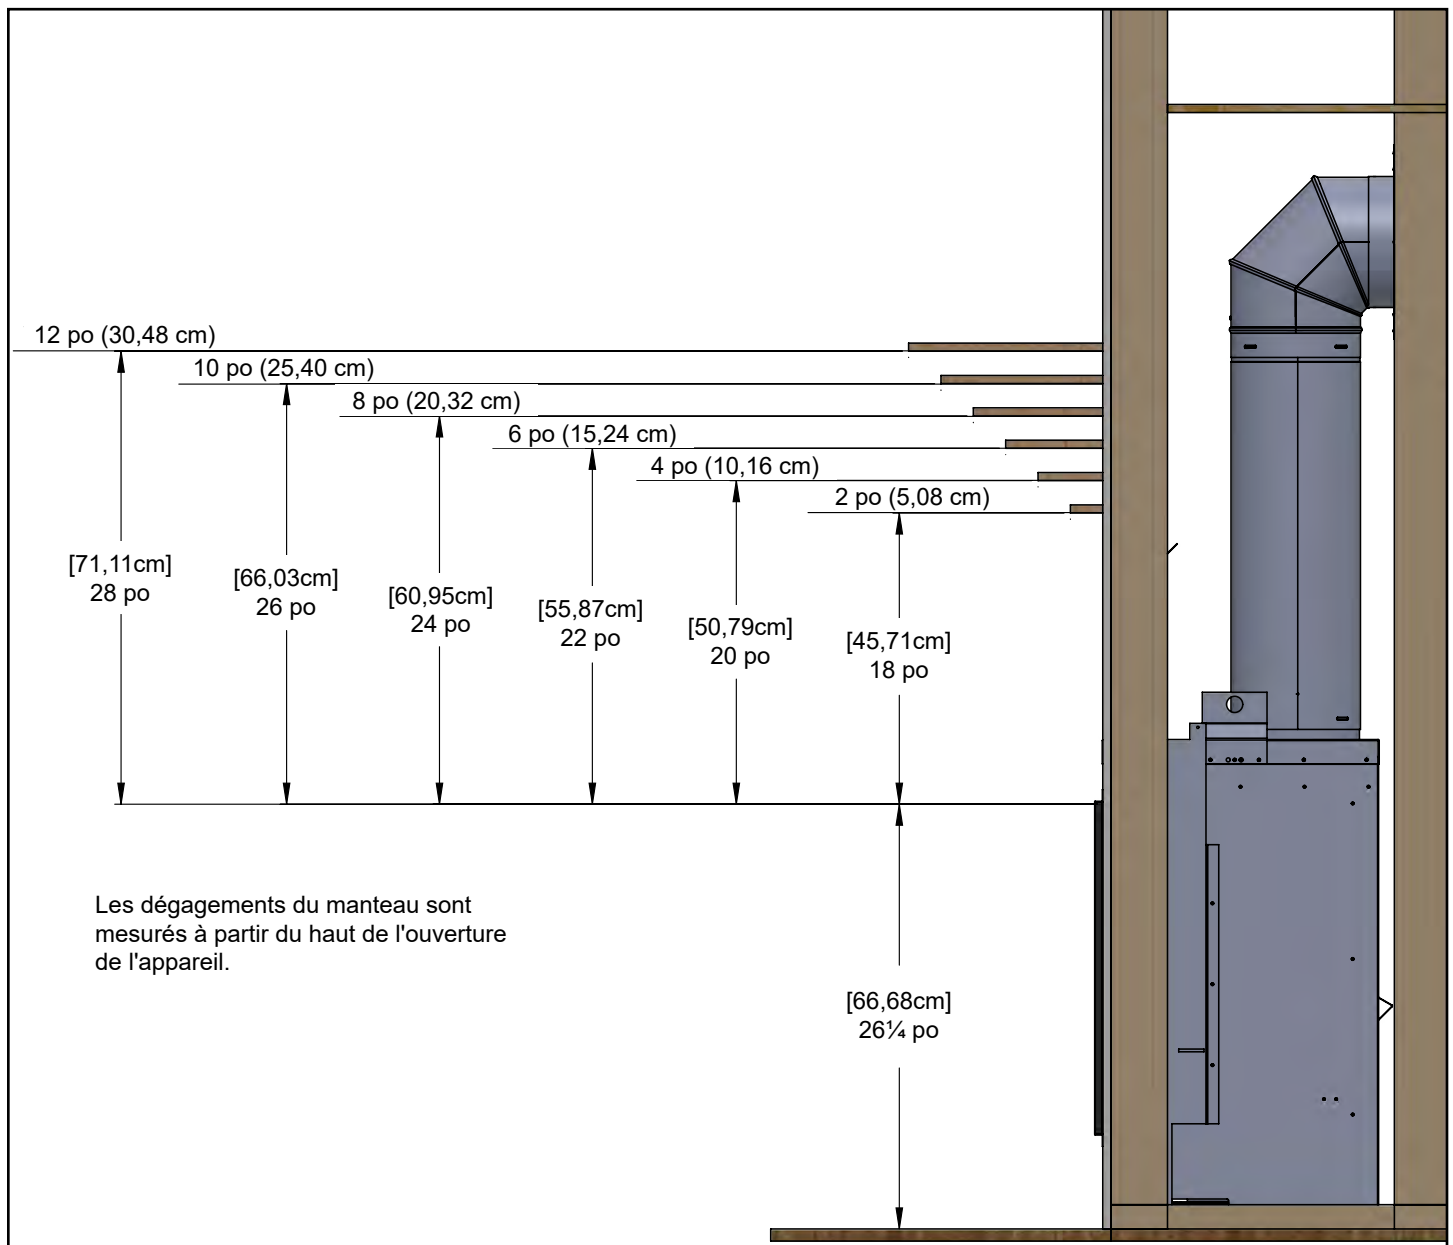 12 po (30,48 cm)
10 po (25,40 cm)
8 po (20,32 cm)
6 po (15,24 cm)
4 po (10,16 cm)
2 po (5,08 cm)
[71,11cm]
28 po
[66,03cm]
26 po
[60,95cm]
24 po
[55,87cm]
22 po
[50,79cm]
20 po
[45,71cm]
18 po
Les dégagements du manteau sont
mesurés à partir du haut de l'ouverture
de l'appareil.
[66,68cm]
26¼ po